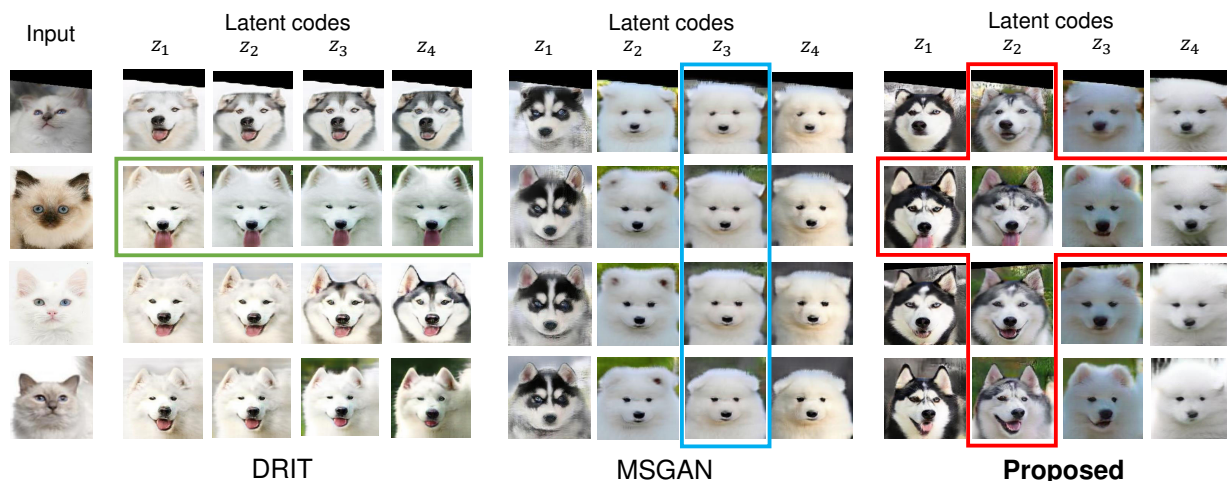 Input
Latent codes
z₁ z₂ z₃ z₄
Latent codes
z₁ z₂ z₃ z₄
Latent codes
z₁ z₂ z₃ z₄
DRIT
MSGAN
Proposed